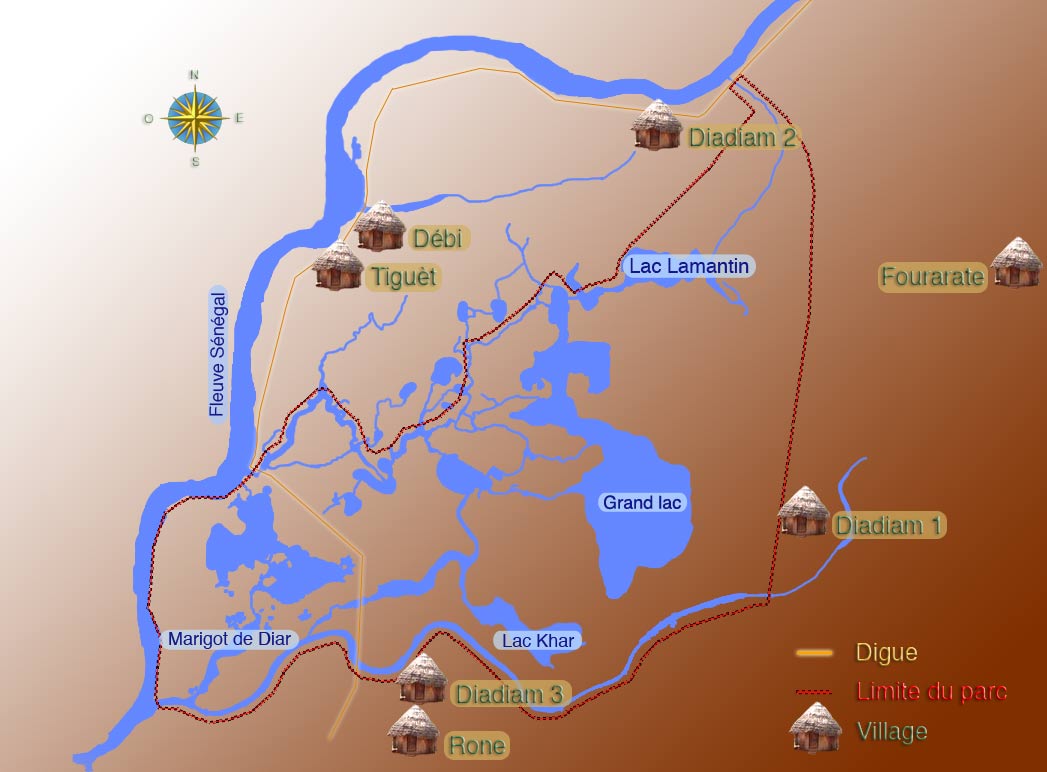 N
O
E
S
Diadiam 2
Débi
Tiguèt
Lac Lamantin
Fourarate
Fleuve Sénégal
Grand lac
Diadiam 1
Marigot de Diar
Lac Khar
Digue
Diadiam 3
Limite du parc
Village
Rone